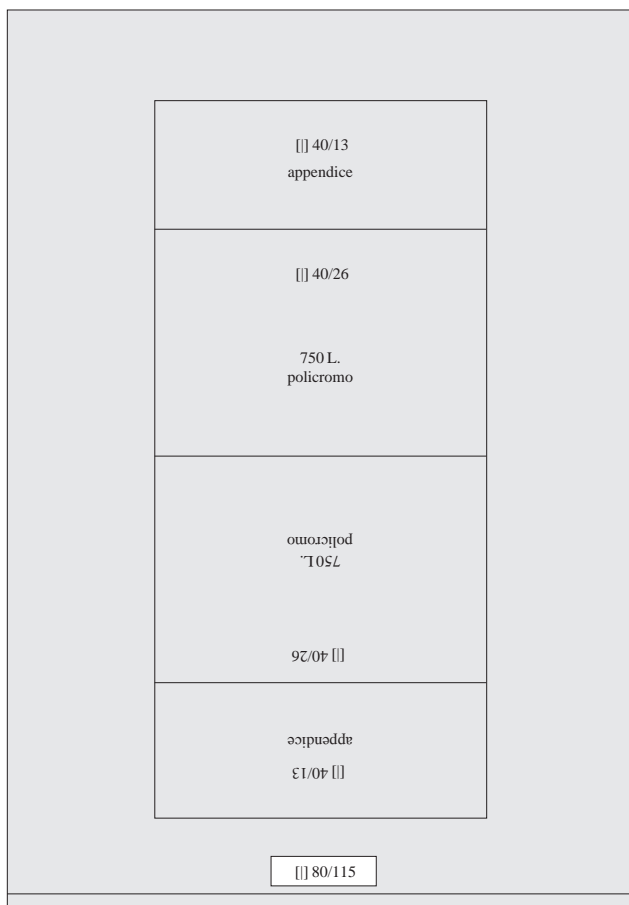 [|] 40/13
appendice
[|] 40/26
750 L.
policromo
policromo
750 L.
[|] 40/26
appendice
[|] 40/13
[|] 80/115